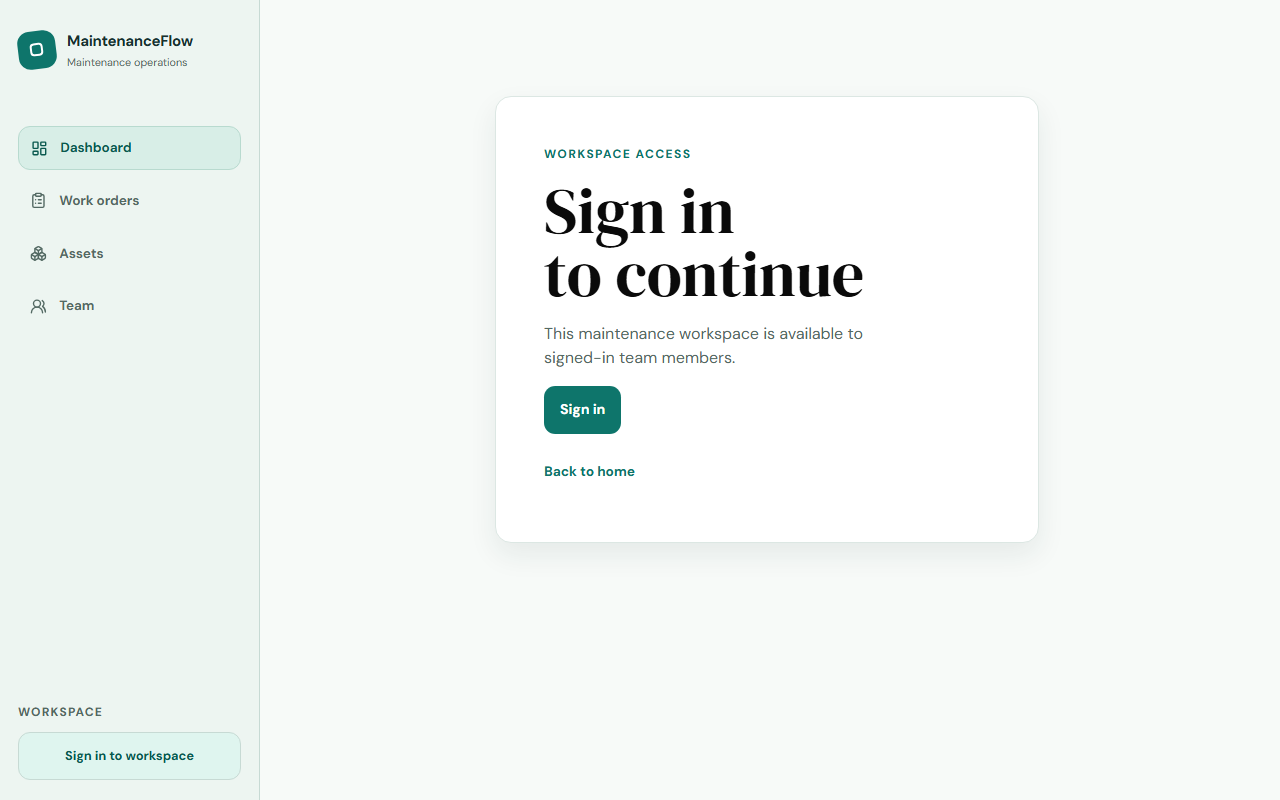 MaintenanceFlow
Maintenance operations
Dashboard
Work orders
Assets
Team
WORKSPACE
Sign in to workspace
WORKSPACE ACCESS
Sign in
to continue
This maintenance workspace is available to
signed-in team members.
Sign in
Back to home